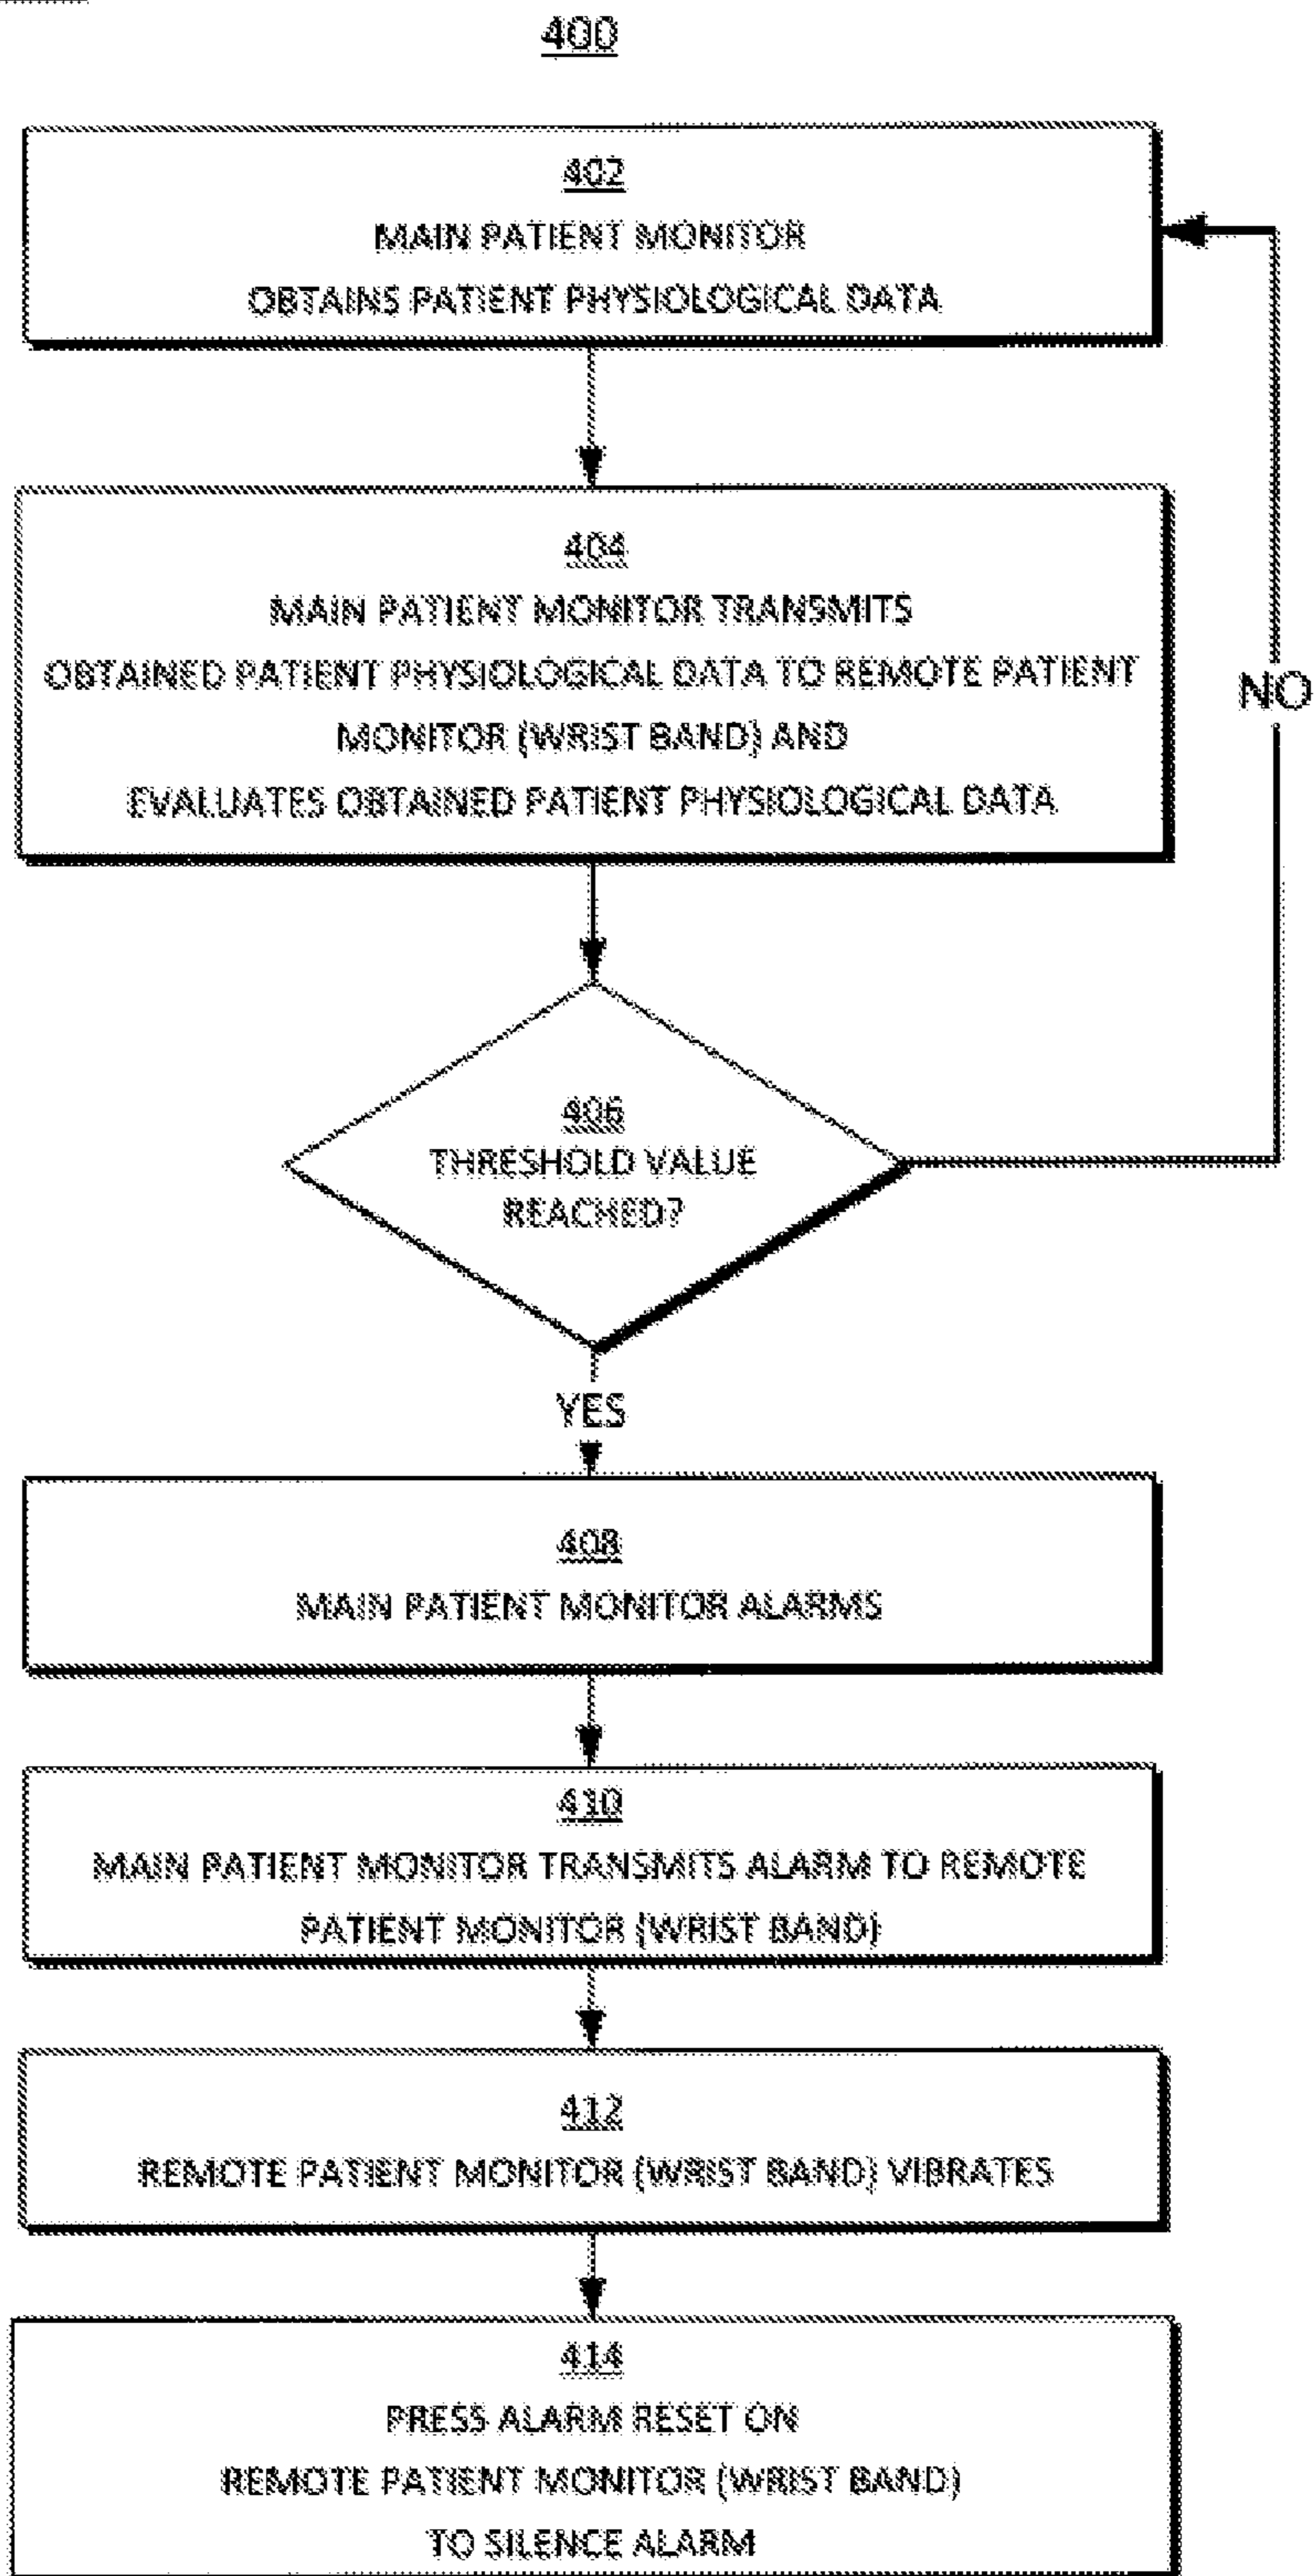 400
402
MAIN PATIENT MONITOR
OBTAINS PATIENT PHYSIOLOGICAL DATA
404
MAIN PATIENT MONITOR TRANSMITS
OBTAINED PATIENT PHYSIOLOGICAL DATA TO REMOTE PATIENT
MONITOR (WRIST BAND) AND
EVALUATES OBTAINED PATIENT PHYSIOLOGICAL DATA
NO
406
THRESHOLD VALUE
REACHED?
YES
408
MAIN PATIENT MONITOR ALARMS
410
MAIN PATIENT MONITOR TRANSMITS ALARM TO REMOTE
PATIENT MONITOR (WRIST BAND)
412
REMOTE PATIENT MONITOR (WRIST BAND) VIBRATES
414
PRESS ALARM RESET ON
REMOTE PATIENT MONITOR (WRIST BAND)
TO SILENCE ALARM